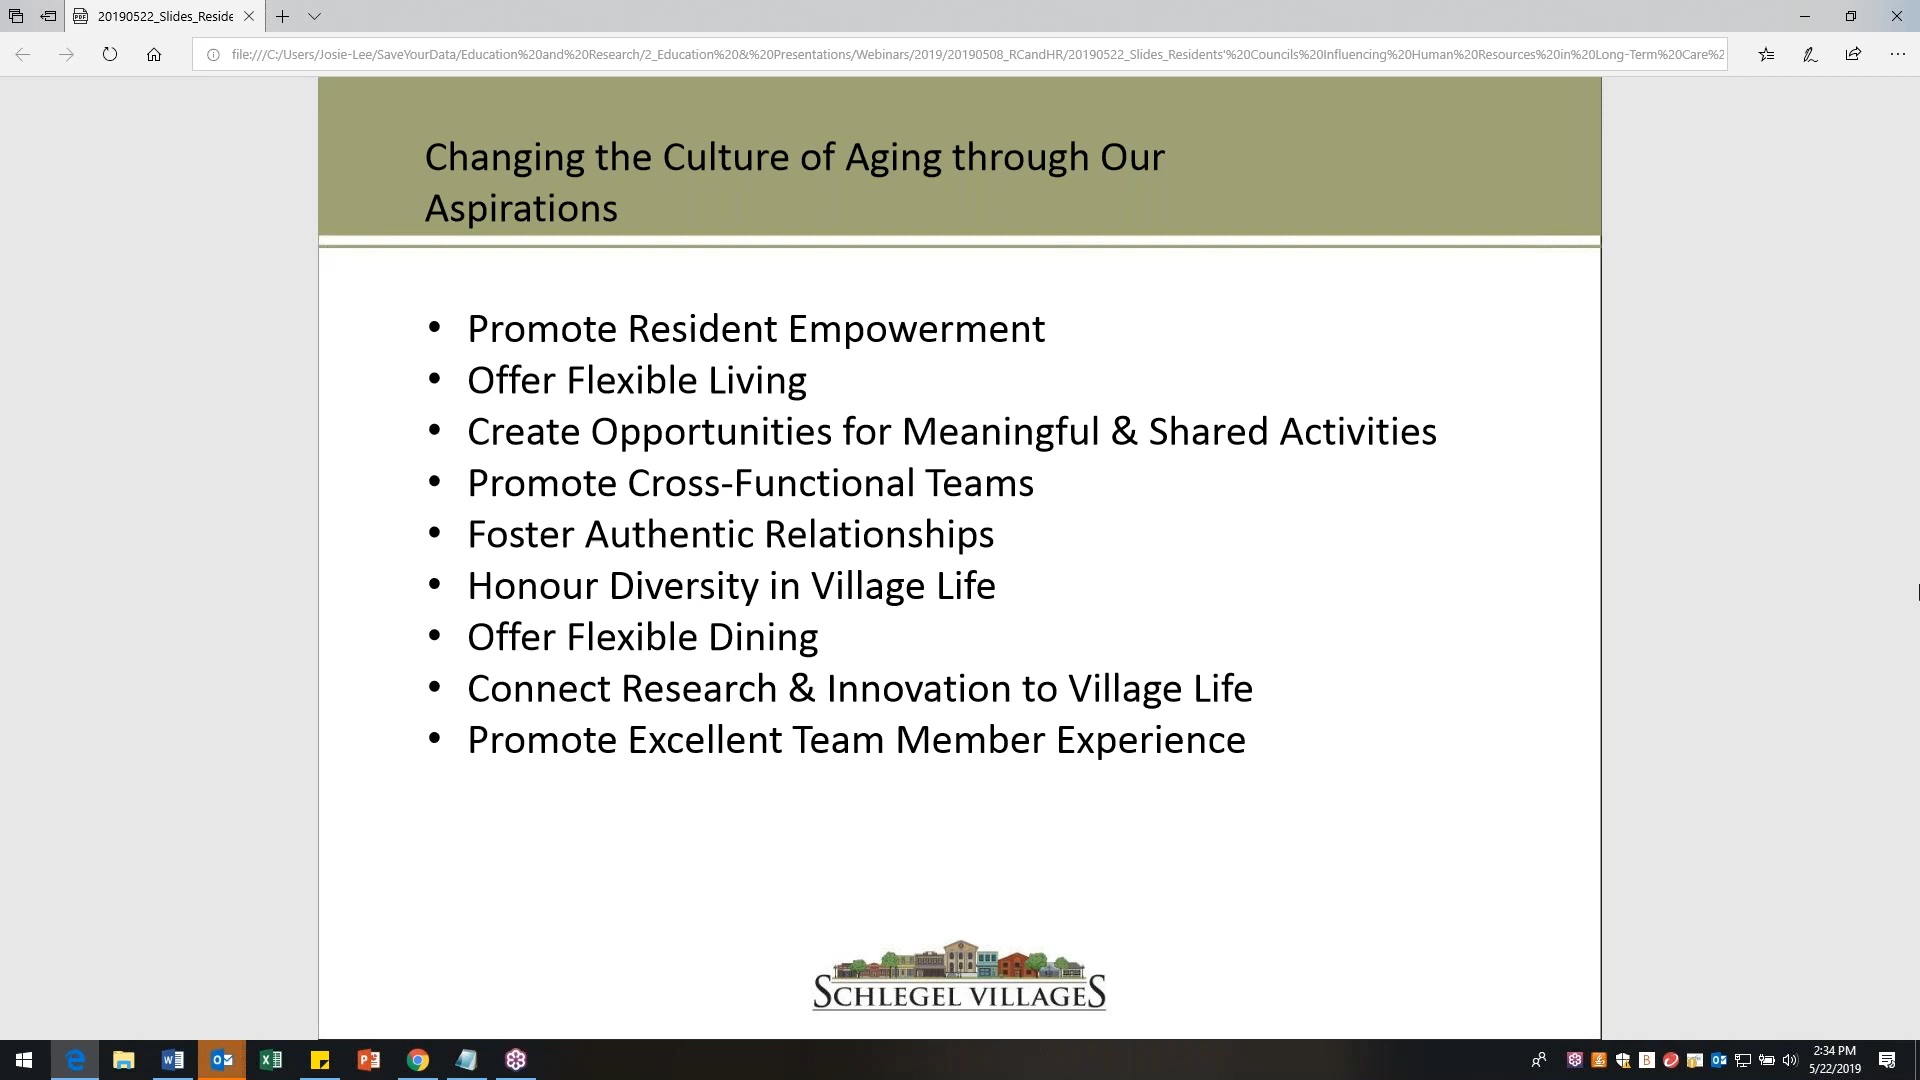 20190522_Slides_Reside
file:///C:/Users/Josie-Lee/SaveYourData/Education%20and%20Research/2_Education%20&%20Presentations/Webinars/2019/20190508_RCandHR/20190522_Slides_Residents'%20Councils%20Influencing%20Human%20Resources%20in%20Long-Term%20Care%2
Changing the Culture of Aging through Our
Aspirations
• Promote Resident Empowerment
• Offer Flexible Living
• Create Opportunities for Meaningful & Shared Activities
• Promote Cross-Functional Teams
• Foster Authentic Relationships
• Honour Diversity in Village Life
• Offer Flexible Dining
• Connect Research & Innovation to Village Life
• Promote Excellent Team Member Experience
SCHLEGEL VILLAGES
2:34 PM
5/22/2019